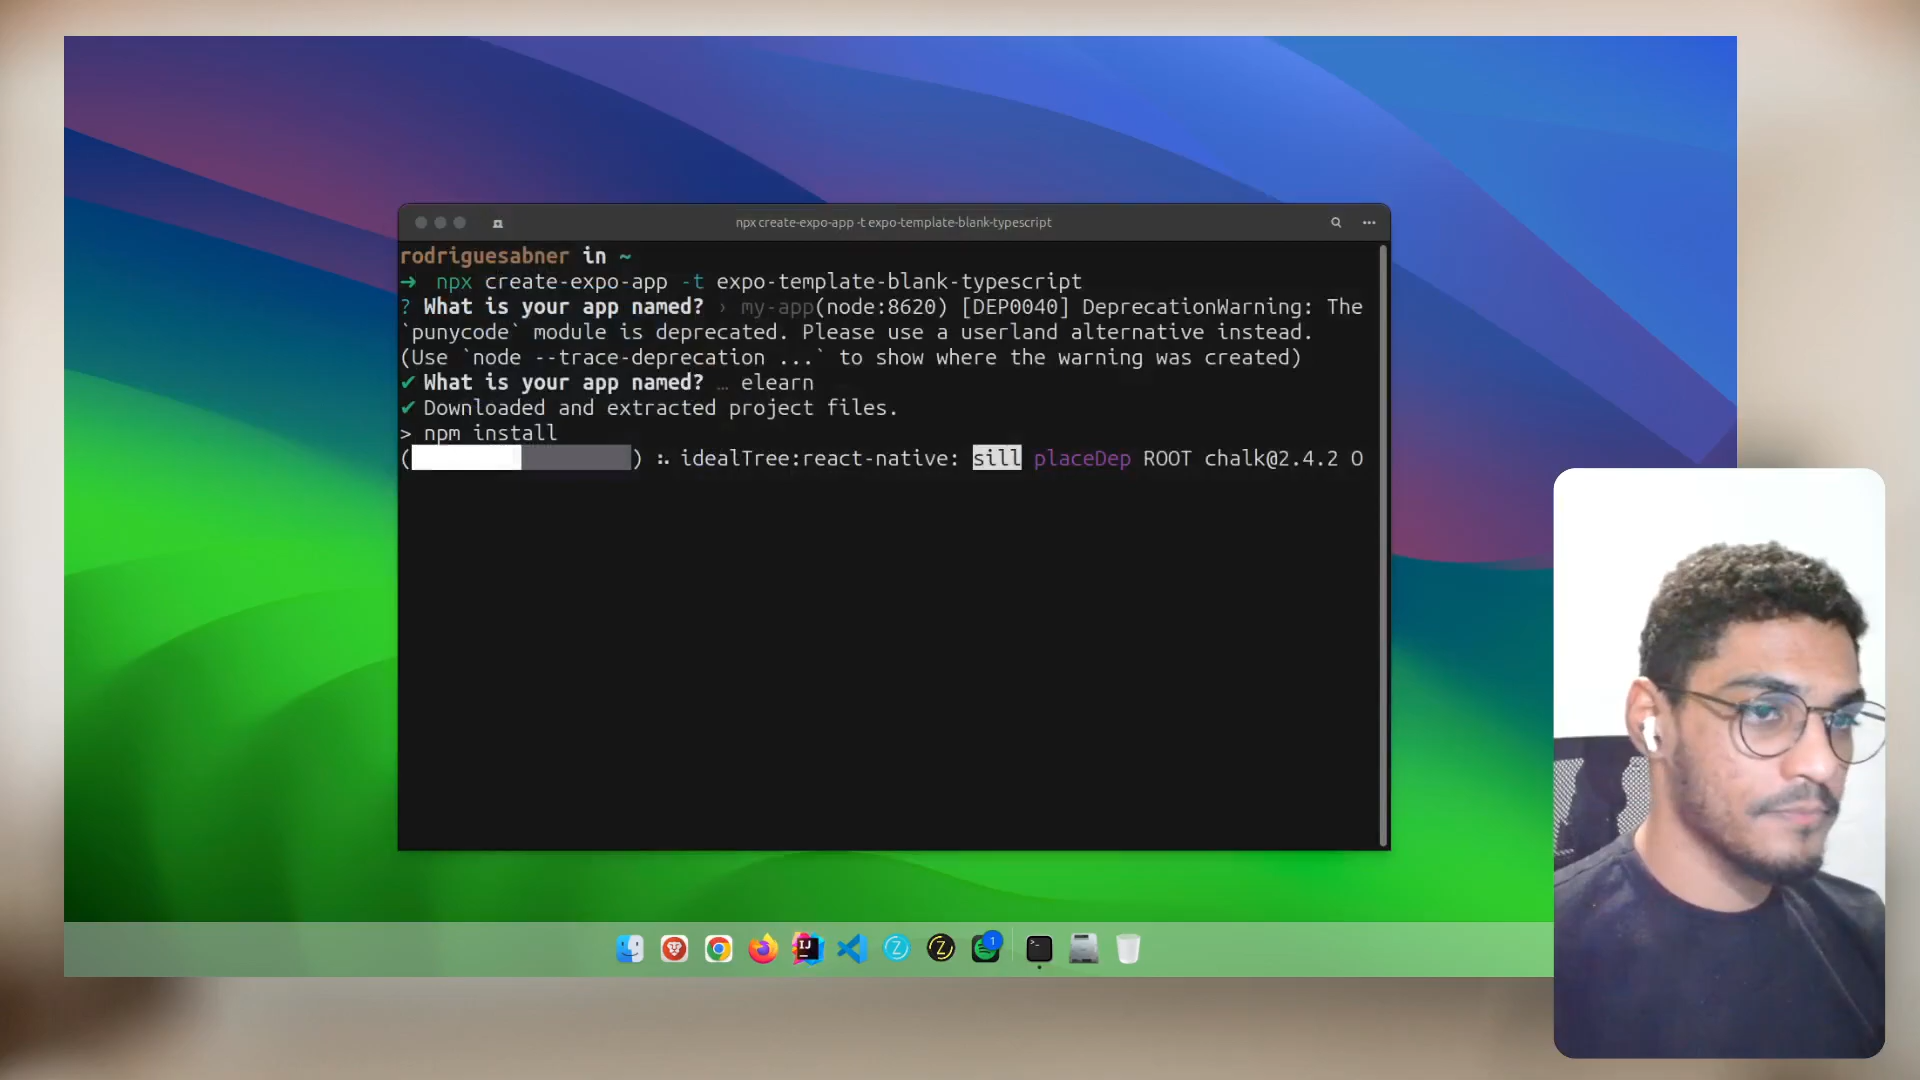 npx create-expo-app -t expo-template-blank-typescript
rodriguesabner in ~
➜ npx create-expo-app -t expo-template-blank-typescript
? What is your app named? › my-app(node:8620) [DEP0040] DeprecationWarning: The
`punycode` module is deprecated. Please use a userland alternative instead.
(Use `node --trace-deprecation ...` to show where the warning was created)
✔ What is your app named? … elearn
✔ Downloaded and extracted project files.
> npm install
( ) ⠦ idealTree:react-native: sill placeDep ROOT chalk@2.4.2 O
IJ
Z
Z
1
>_